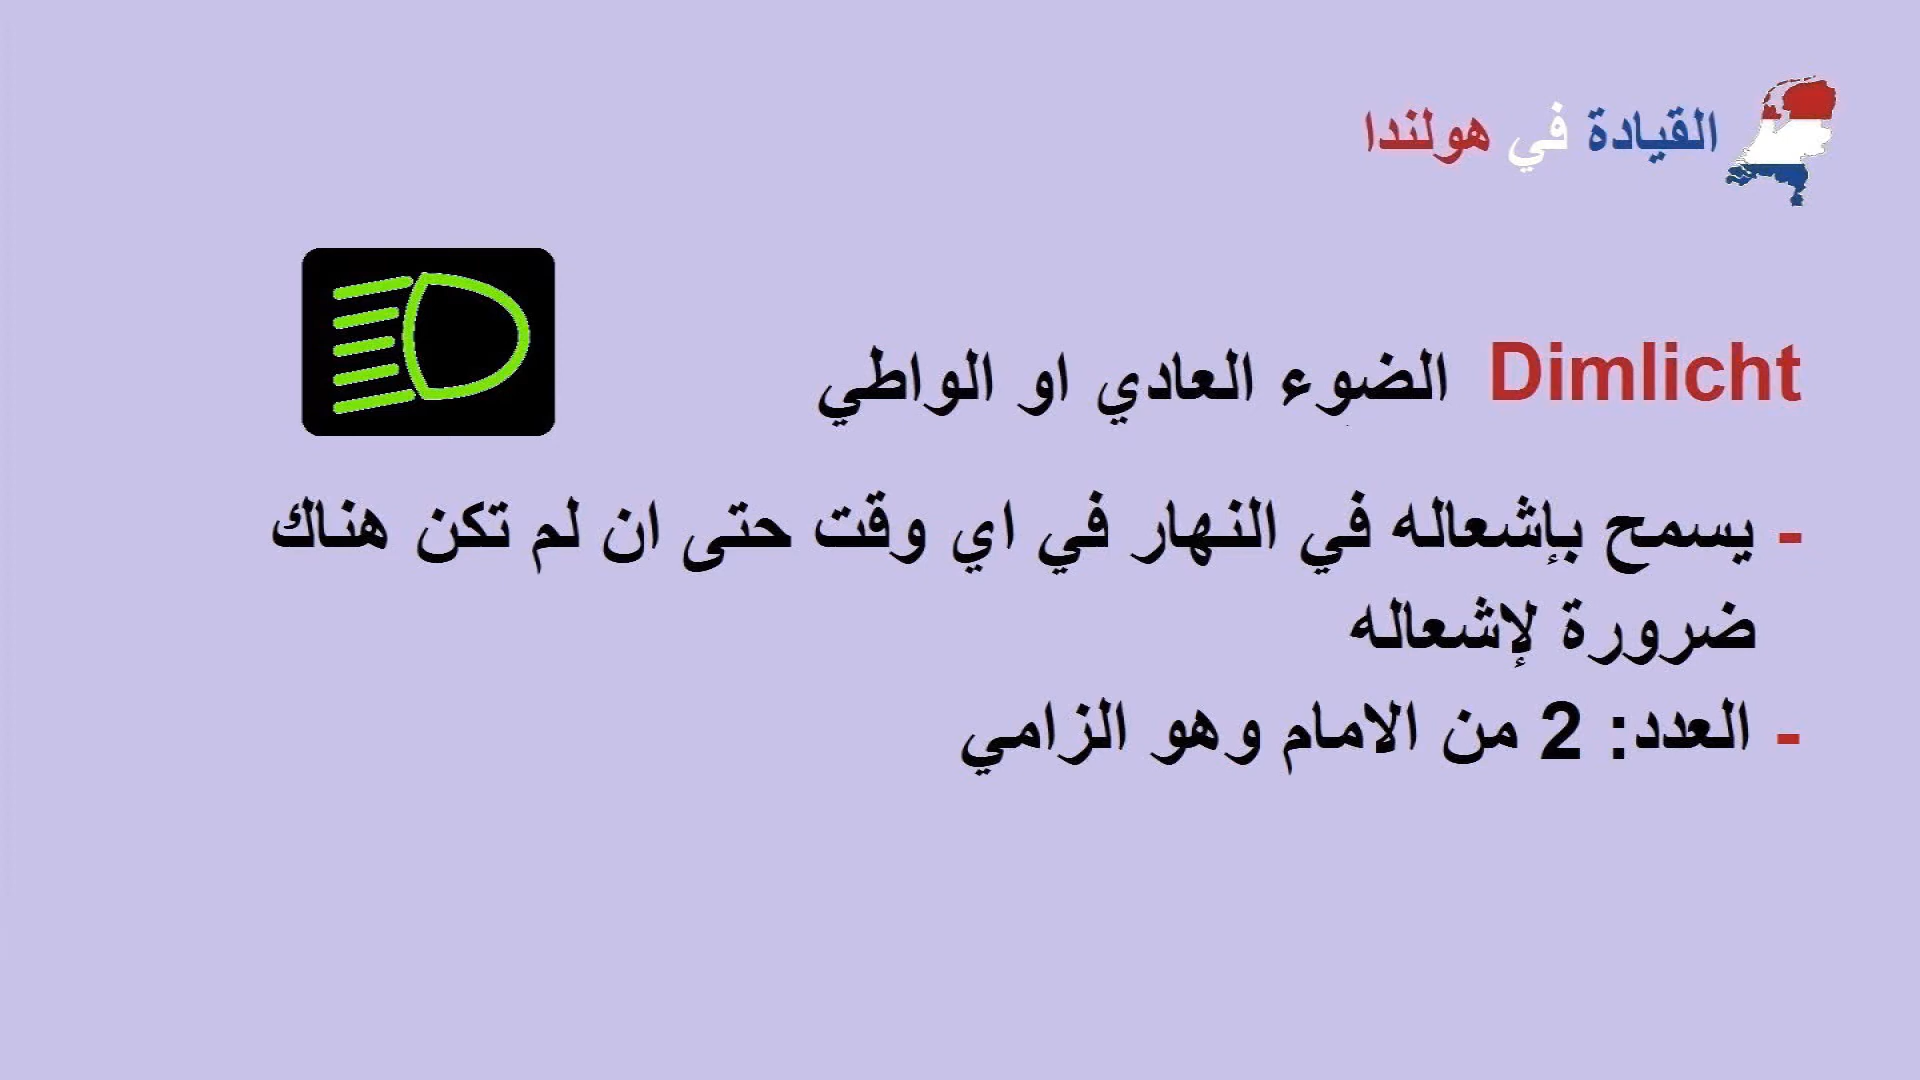 القيادة في هولندا
Dimlicht الضوء العادي او الواطي
- يسمح بإشعاله في النهار في اي وقت حتى ان لم تكن هناك
ضرورة لإشعاله
- العدد: 2 من الامام وهو الزامي